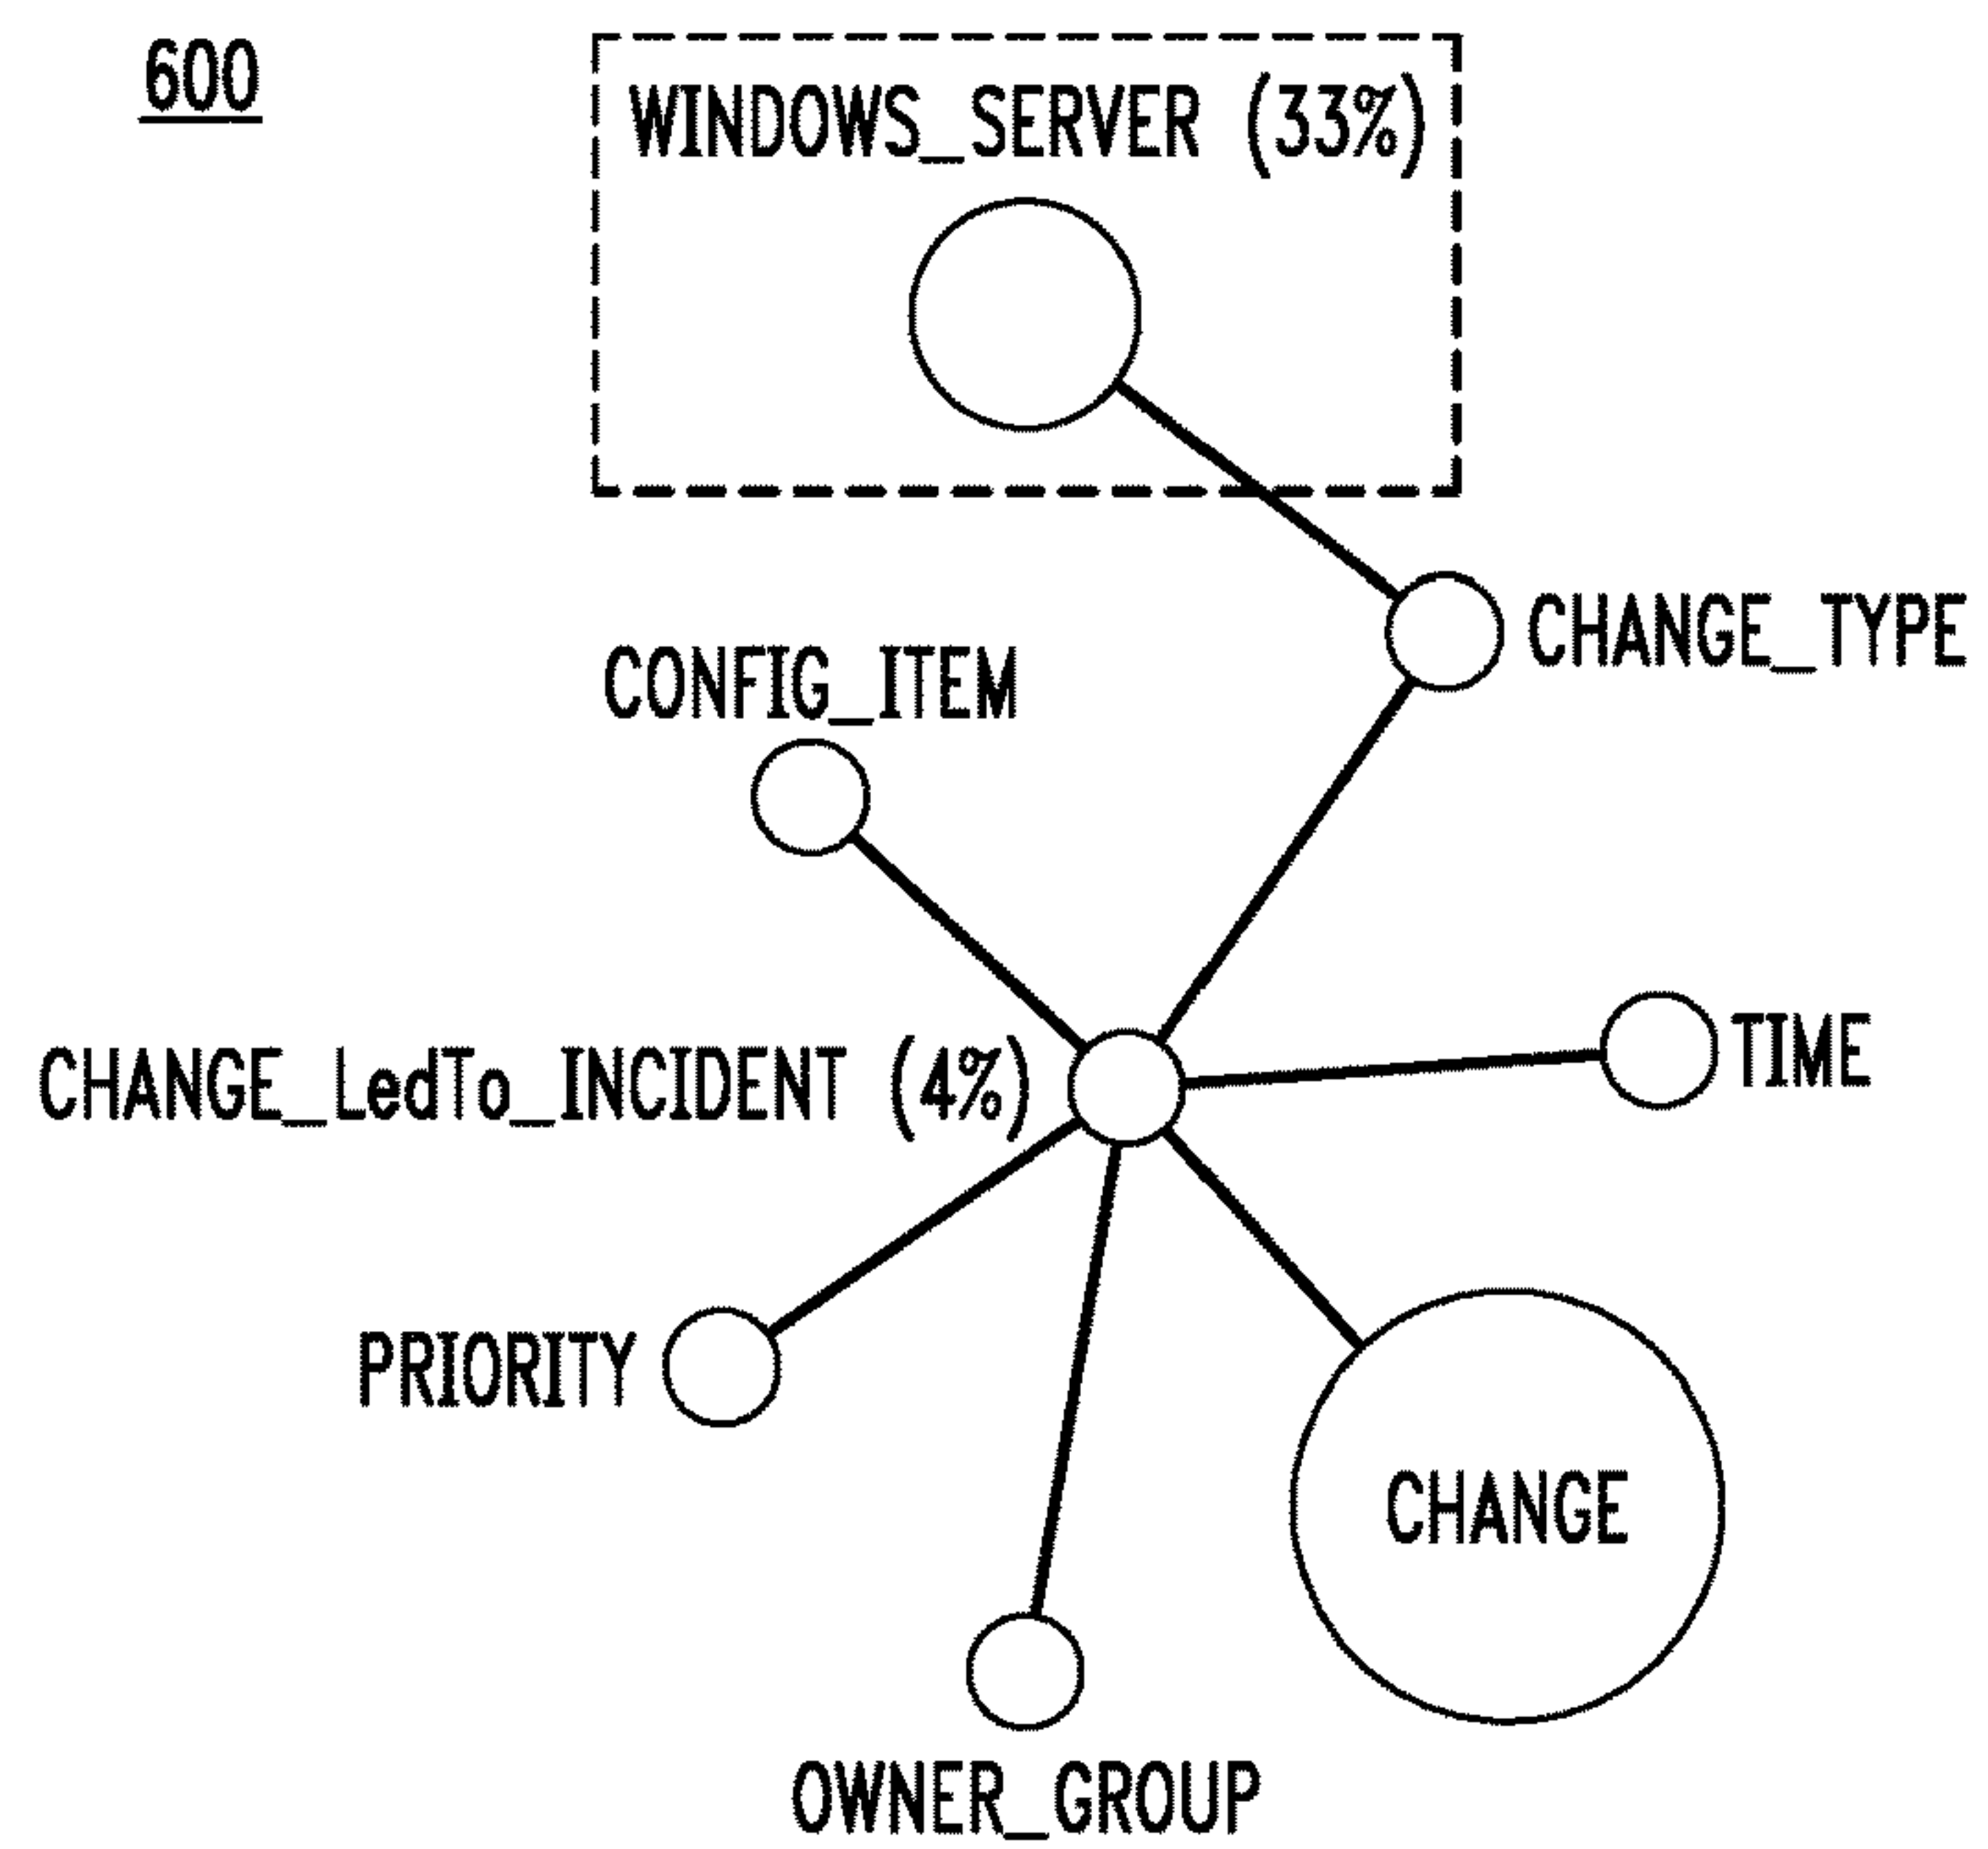 600
WINDOWS_SERVER (33%)
CHANGE_TYPE
CONFIG_ITEM
TIME
CHANGE_LedTo_INCIDENT (4%)
PRIORITY
CHANGE
OWNER_GROUP